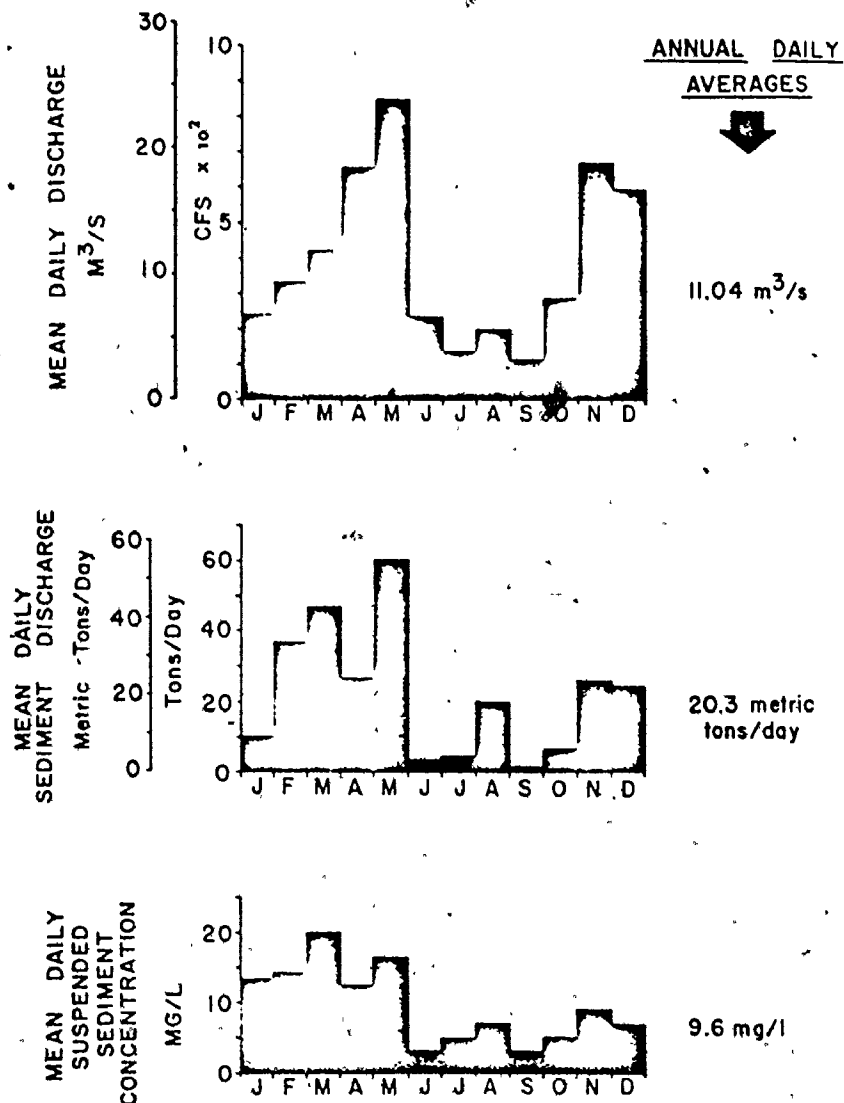 ANNUAL DAILY
AVERAGES
MEAN DAILY DISCHARGE
M³/S
30
20
10
0
CFS x 10²
10
5
0
J F M A M J J A S O N D
11.04 m³/s
MEAN DAILY
SEDIMENT DISCHARGE
Metric -Tons/Day
60
40
20
0
Tons/Day
60
40
20
0
J F M A M J J A S O N D
20.3 metric
tons/day
MEAN DAILY
SUSPENDED
SEDIMENT
CONCENTRATION
MG/L
20
10
0
J F M A M J J A S O N D
9.6 mg/l